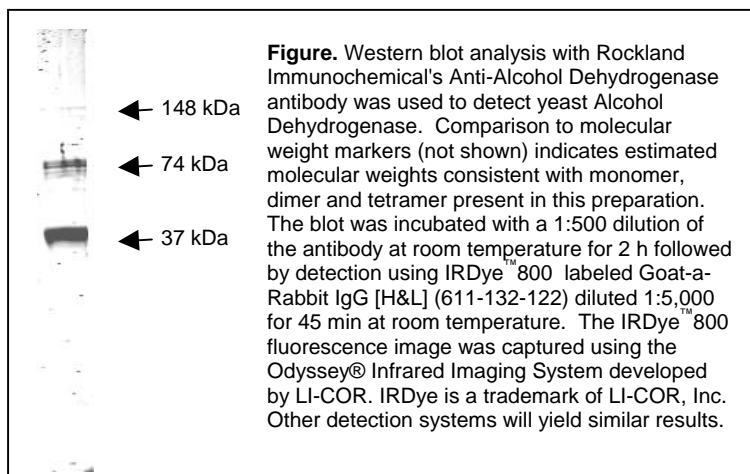 148 kDa
74 kDa
37 kDa
Figure. Western blot analysis with Rockland
Immunochemical's Anti-Alcohol Dehydrogenase
antibody was used to detect yeast Alcohol
Dehydrogenase. Comparison to molecular
weight markers (not shown) indicates estimated
molecular weights consistent with monomer,
dimer and tetramer present in this preparation.
The blot was incubated with a 1:500 dilution of
the antibody at room temperature for 2 h followed
by detection using IRDye™800 labeled Goat-a-
Rabbit IgG [H&L] (611-132-122) diluted 1:5,000
for 45 min at room temperature. The IRDye™800
fluorescence image was captured using the
Odyssey® Infrared Imaging System developed
by LI-COR. IRDye is a trademark of LI-COR, Inc.
Other detection systems will yield similar results.